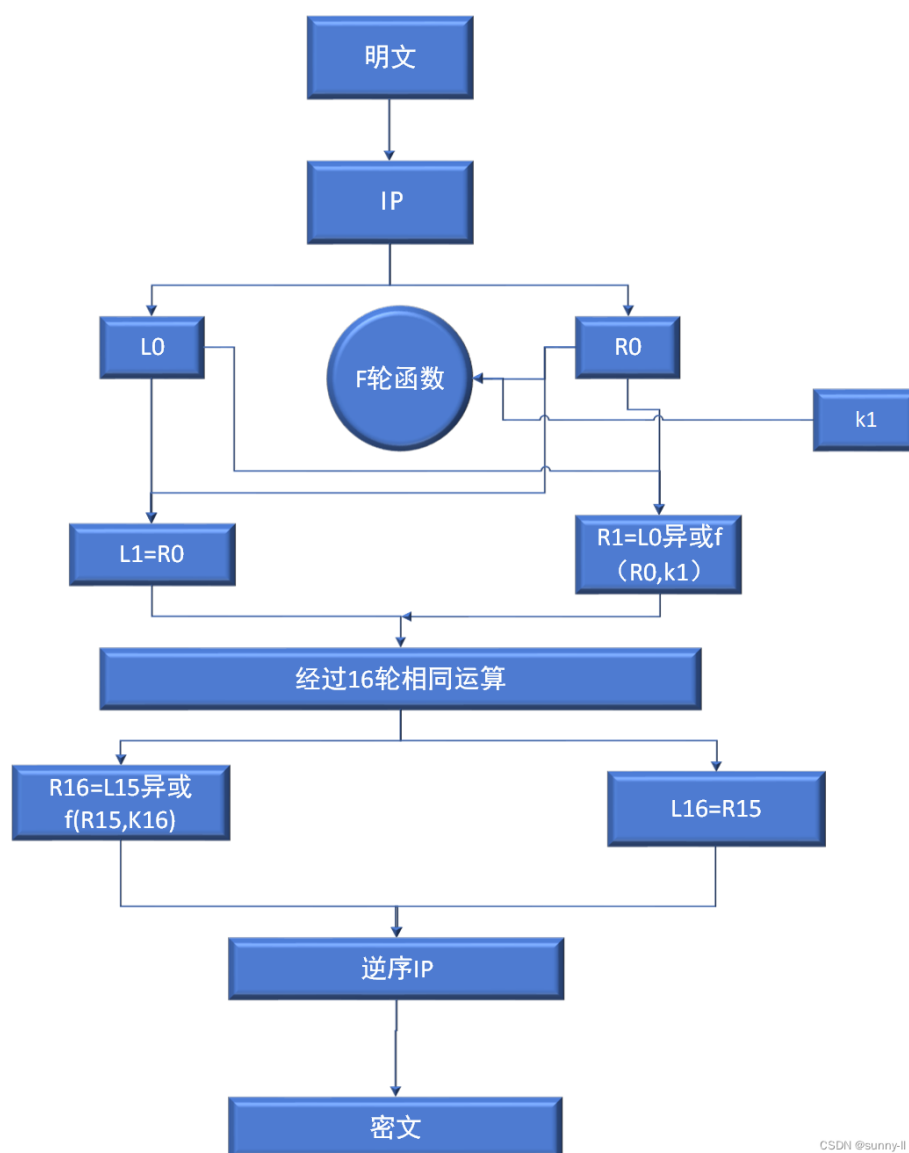 明文
IP
L0
F轮函数
R0
k1
L1=R0
R1=L0异或f
（R0,k1）
经过16轮相同运算
R16=L15异或
f(R15,K16)
L16=R15
逆序IP
密文
CSDN @sunny-ll